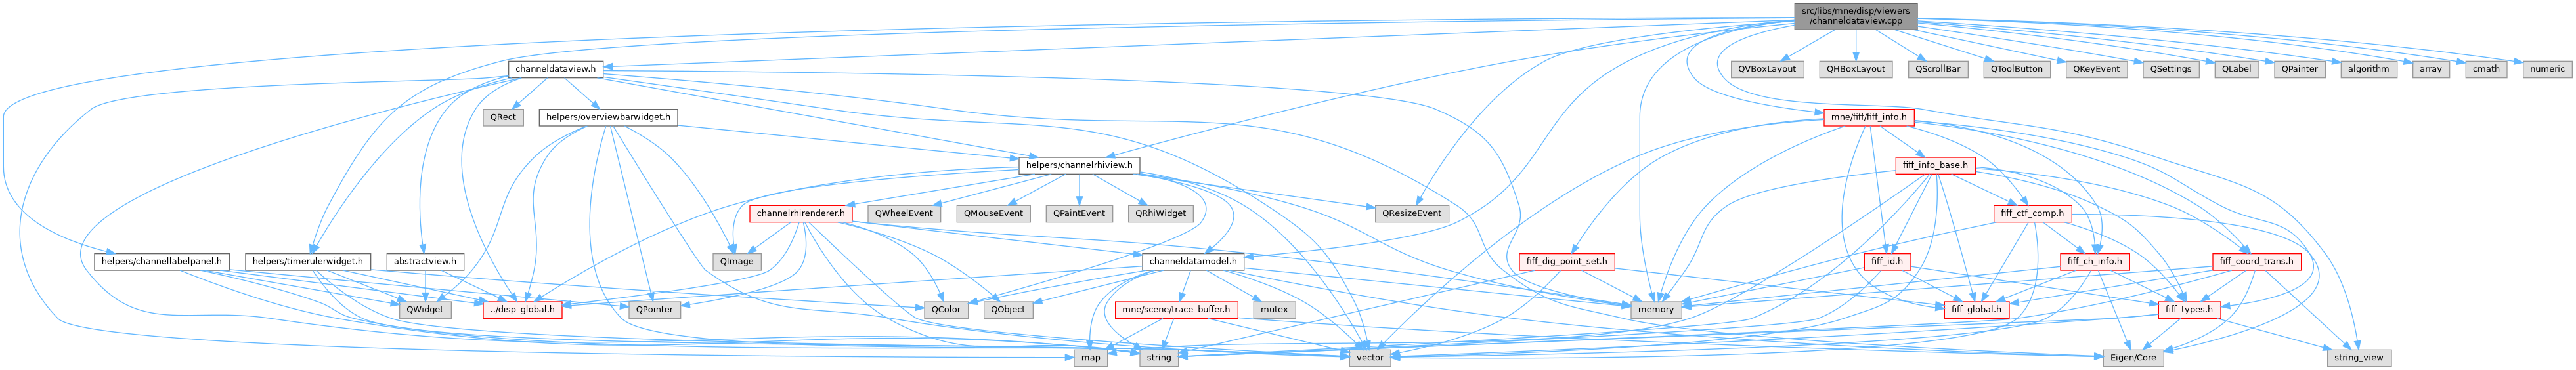 src/libs/mne/disp/viewers
/channeldataview.cpp
channeldataview.h
QVBoxLayout
QHBoxLayout
QScrollBar
QToolButton
QKeyEvent
QSettings
QLabel
QPainter
algorithm
array
cmath
numeric
QRect
helpers/overviewbarwidget.h
mne/fiff/fiff_info.h
helpers/channelrhiview.h
fiff_info_base.h
channelrhirenderer.h
QWheelEvent
QMouseEvent
QPaintEvent
QRhiWidget
QResizeEvent
fiff_ctf_comp.h
helpers/channellabelpanel.h
helpers/timerulerwidget.h
abstractview.h
QImage
channeldatamodel.h
fiff_dig_point_set.h
fiff_id.h
fiff_ch_info.h
fiff_coord_trans.h
QWidget
../disp_global.h
QPointer
QColor
QObject
mne/scene/trace_buffer.h
mutex
memory
fiff_global.h
fiff_types.h
map
string
vector
Eigen/Core
string_view